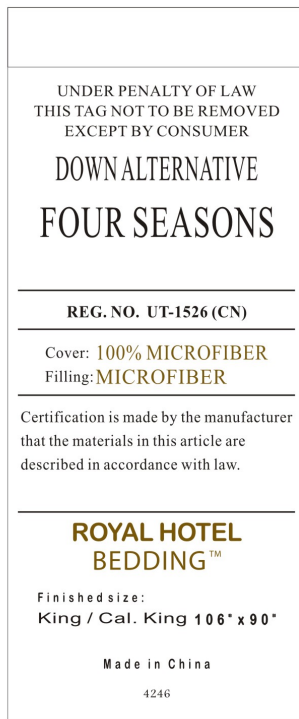 UNDER PENALTY OF LAW
THIS TAG NOT TO BE REMOVED
EXCEPT BY CONSUMER
DOWN ALTERNATIVE
FOUR SEASONS
REG. NO. UT-1526 (CN)
Cover: 100% MICROFIBER
Filling: MICROFIBER
Certification is made by the manufacturer
that the materials in this article are
described in accordance with law.
ROYAL HOTEL
BEDDING™
Finished size:
King / Cal. King 106" x 90"
Made in China
4246